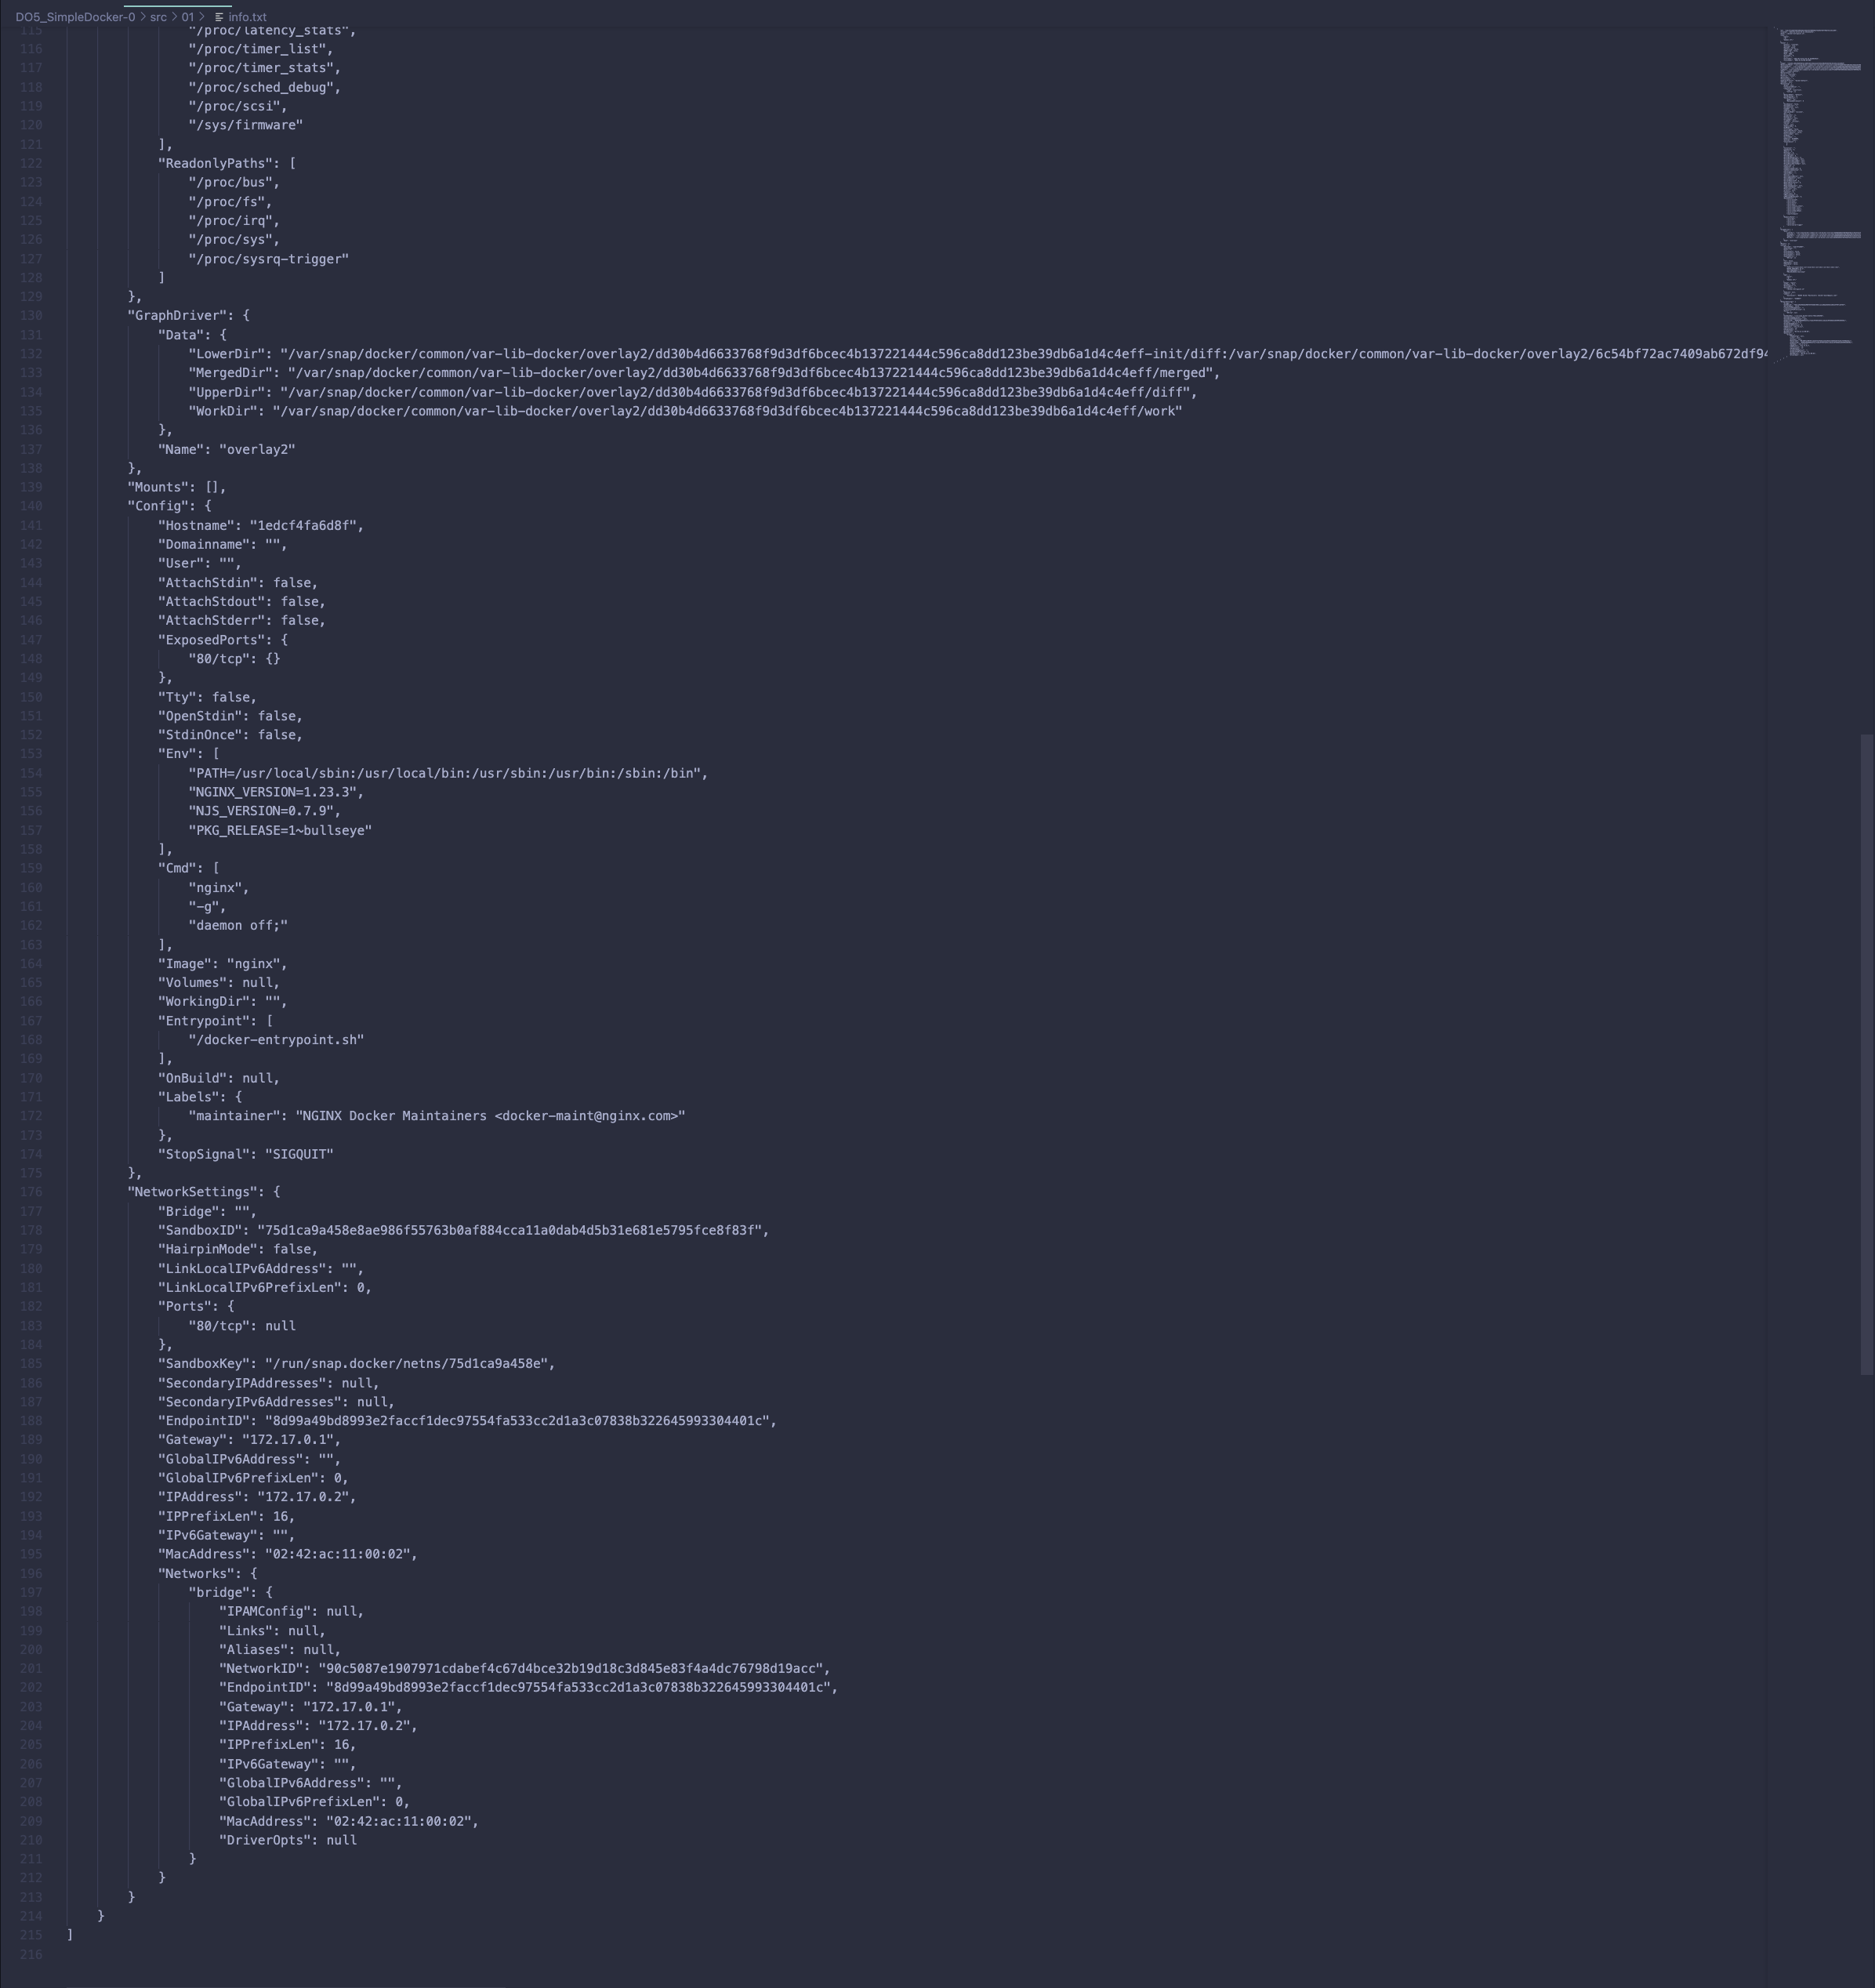 DO5_SimpleDocker-0 > src > 01 > info.txt
115 "/proc/latency_stats",
116 "/proc/timer_list",
117 "/proc/timer_stats",
118 "/proc/sched_debug",
119 "/proc/scsi",
120 "/sys/firmware"
121 ],
122 "ReadonlyPaths": [
123 "/proc/bus",
124 "/proc/fs",
125 "/proc/irq",
126 "/proc/sys",
127 "/proc/sysrq-trigger"
128 ]
129 },
130 "GraphDriver": {
131 "Data": {
132 "LowerDir": "/var/snap/docker/common/var-lib-docker/overlay2/dd30b4d6633768f9d3df6bcec4b137221444c596ca8dd123be39db6a1d4c4eff-init/diff:/var/snap/docker/common/var-lib-docker/overlay2/6c54bf72ac7409ab672df94
133 "MergedDir": "/var/snap/docker/common/var-lib-docker/overlay2/dd30b4d6633768f9d3df6bcec4b137221444c596ca8dd123be39db6a1d4c4eff/merged",
134 "UpperDir": "/var/snap/docker/common/var-lib-docker/overlay2/dd30b4d6633768f9d3df6bcec4b137221444c596ca8dd123be39db6a1d4c4eff/diff",
135 "WorkDir": "/var/snap/docker/common/var-lib-docker/overlay2/dd30b4d6633768f9d3df6bcec4b137221444c596ca8dd123be39db6a1d4c4eff/work"
136 },
137 "Name": "overlay2"
138 },
139 "Mounts": [],
140 "Config": {
141 "Hostname": "1edcf4fa6d8f",
142 "Domainname": "",
143 "User": "",
144 "AttachStdin": false,
145 "AttachStdout": false,
146 "AttachStderr": false,
147 "ExposedPorts": {
148 "80/tcp": {}
149 },
150 "Tty": false,
151 "OpenStdin": false,
152 "StdinOnce": false,
153 "Env": [
154 "PATH=/usr/local/sbin:/usr/local/bin:/usr/sbin:/usr/bin:/sbin:/bin",
155 "NGINX_VERSION=1.23.3",
156 "NJS_VERSION=0.7.9",
157 "PKG_RELEASE=1~bullseye"
158 ],
159 "Cmd": [
160 "nginx",
161 "-g",
162 "daemon off;"
163 ],
164 "Image": "nginx",
165 "Volumes": null,
166 "WorkingDir": "",
167 "Entrypoint": [
168 "/docker-entrypoint.sh"
169 ],
170 "OnBuild": null,
171 "Labels": {
172 "maintainer": "NGINX Docker Maintainers <docker-maint@nginx.com>"
173 },
174 "StopSignal": "SIGQUIT"
175 },
176 "NetworkSettings": {
177 "Bridge": "",
178 "SandboxID": "75d1ca9a458e8ae986f55763b0af884cca11a0dab4d5b31e681e5795fce8f83f",
179 "HairpinMode": false,
180 "LinkLocalIPv6Address": "",
181 "LinkLocalIPv6PrefixLen": 0,
182 "Ports": {
183 "80/tcp": null
184 },
185 "SandboxKey": "/run/snap.docker/netns/75d1ca9a458e",
186 "SecondaryIPAddresses": null,
187 "SecondaryIPv6Addresses": null,
188 "EndpointID": "8d99a49bd8993e2faccf1dec97554fa533cc2d1a3c07838b322645993304401c",
189 "Gateway": "172.17.0.1",
190 "GlobalIPv6Address": "",
191 "GlobalIPv6PrefixLen": 0,
192 "IPAddress": "172.17.0.2",
193 "IPPrefixLen": 16,
194 "IPv6Gateway": "",
195 "MacAddress": "02:42:ac:11:00:02",
196 "Networks": {
197 "bridge": {
198 "IPAMConfig": null,
199 "Links": null,
200 "Aliases": null,
201 "NetworkID": "90c5087e1907971cdabef4c67d4bce32b19d18c3d845e83f4a4dc76798d19acc",
202 "EndpointID": "8d99a49bd8993e2faccf1dec97554fa533cc2d1a3c07838b322645993304401c",
203 "Gateway": "172.17.0.1",
204 "IPAddress": "172.17.0.2",
205 "IPPrefixLen": 16,
206 "IPv6Gateway": "",
207 "GlobalIPv6Address": "",
208 "GlobalIPv6PrefixLen": 0,
209 "MacAddress": "02:42:ac:11:00:02",
210 "DriverOpts": null
211 }
212 }
213 }
214 }
215 ]
216